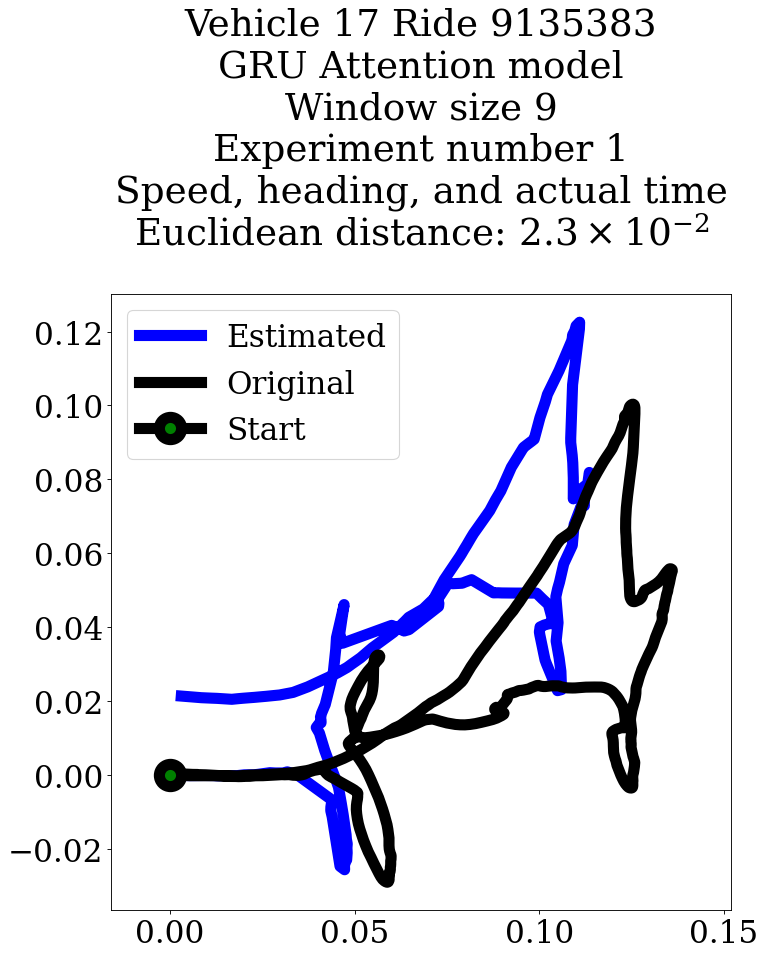 Vehicle 17 Ride 9135383
GRU Attention model
Window size 9
Experiment number 1
Speed, heading, and actual time
Euclidean distance: 2.3 × 10⁻²
Estimated
Original
Start
0.12
0.10
0.08
0.06
0.04
0.02
0.00
−0.02
0.00 0.05 0.10 0.15